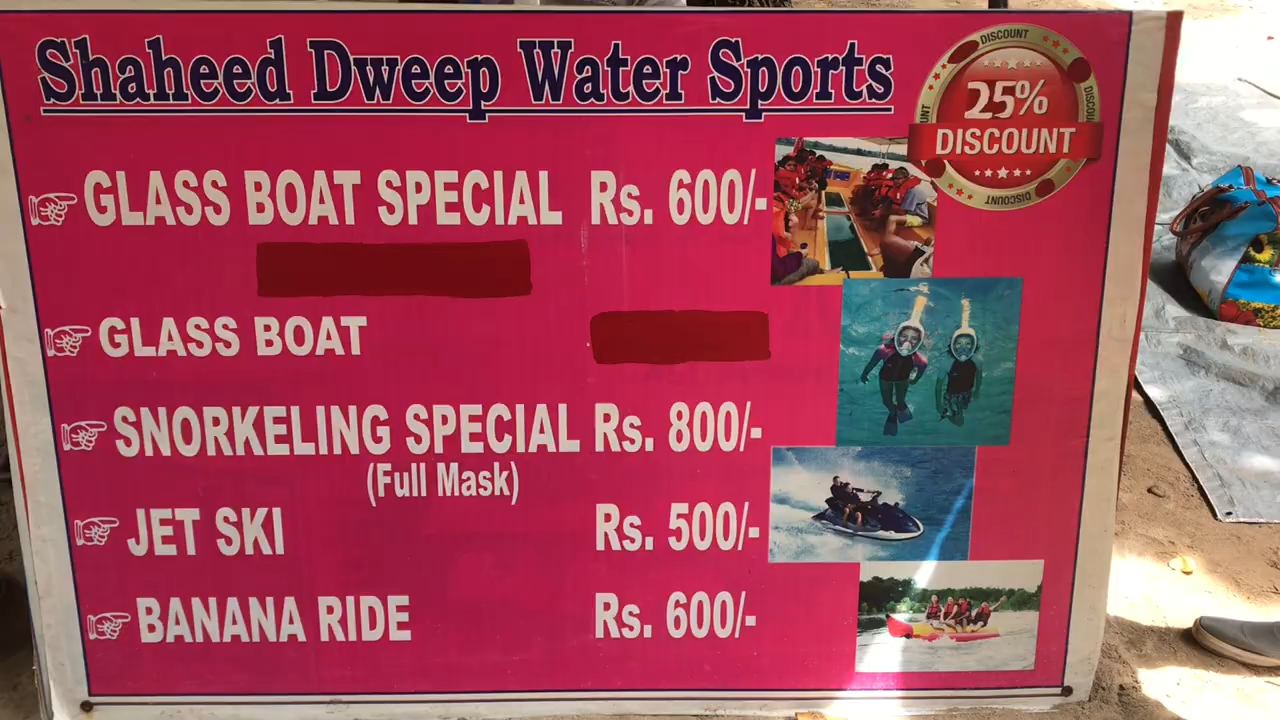 Shaheed Dweep Water Sports
DISCOUNT
25%
DISCOUNT
DISCOUNT
DISCOUNT
GLASS BOAT SPECIAL Rs. 600/-
GLASS BOAT
SNORKELING SPECIAL Rs. 800/-
(Full Mask)
JET SKI Rs. 500/-
BANANA RIDE Rs. 600/-